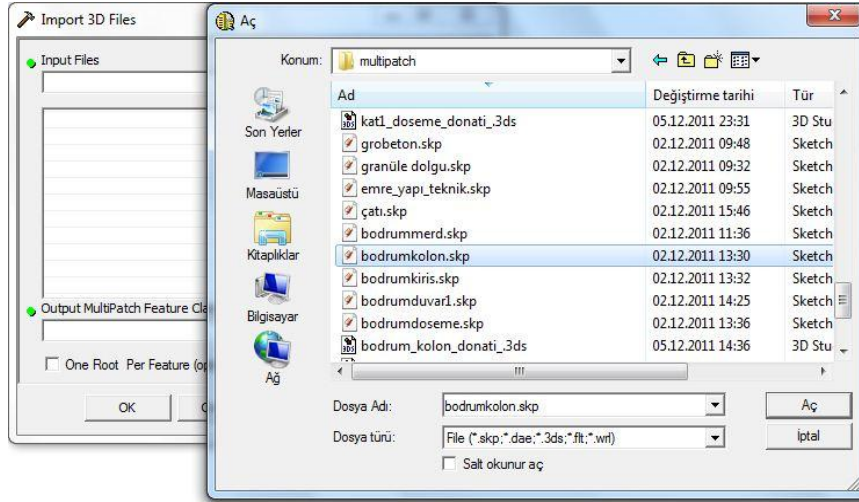 Import 3D Files
Input Files
Output MultiPatch Feature Cla
One Root Per Feature (op
OK
Aç
Konum:
multipatch
Son Yerler
Masaüstü
Kitaplıklar
Bilgisayar
Ağ
Ad Değiştirme tarihi Tür
kat1_doseme_donati_.3ds 05.12.2011 23:31 3D Stu
grobeton.skp 02.12.2011 09:48 Sketch
granüle dolgu.skp 02.12.2011 09:32 Sketch
emre_yapı_teknik.skp 02.12.2011 09:55 Sketch
çatı.skp 02.12.2011 15:46 Sketch
bodrummerd.skp 02.12.2011 11:36 Sketch
bodrumkolon.skp 02.12.2011 13:30 Sketch
bodrumkiris.skp 02.12.2011 13:32 Sketch
bodrumduvar1.skp 02.12.2011 14:25 Sketch
bodrumdoseme.skp 02.12.2011 13:36 Sketch
bodrum_kolon_donati_.3ds 05.12.2011 14:36 3D Stu
Dosya Adı: bodrumkolon.skp Aç
Dosya türü: File (*.skp;*.dae;*.3ds;*.flt;*.wrl) İptal
Salt okunur aç